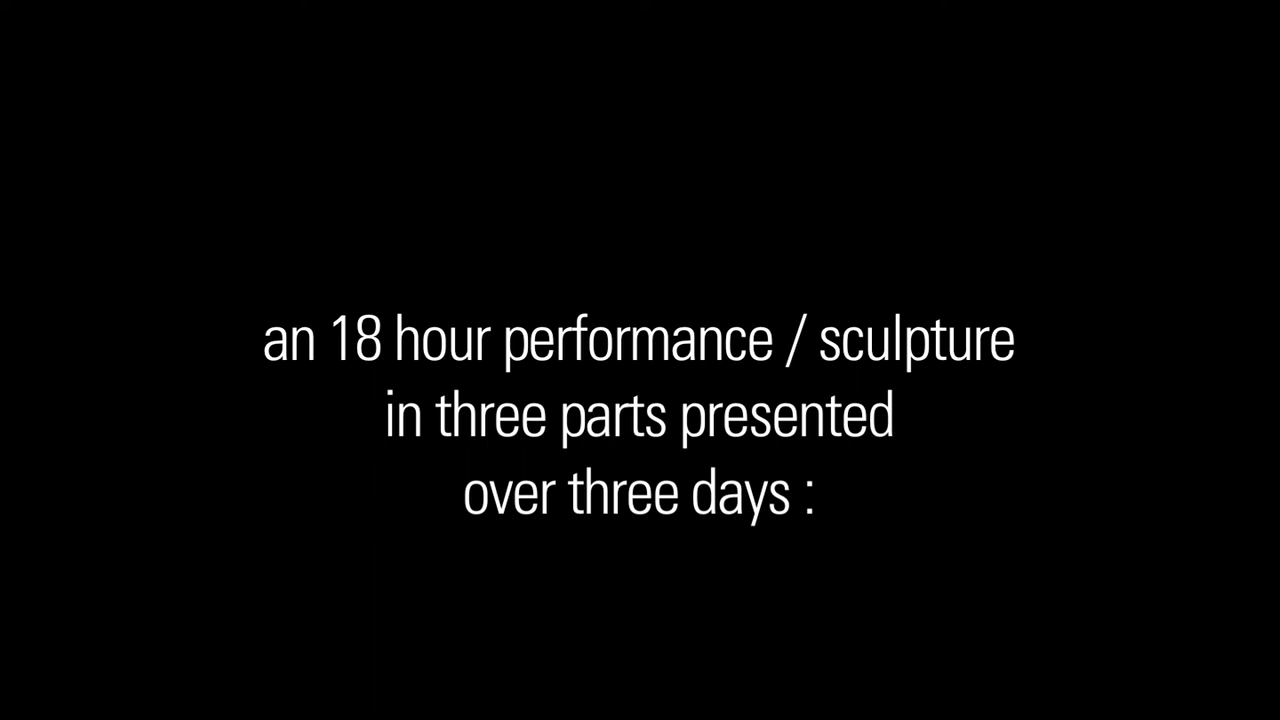 an 18 hour performance / sculpture
in three parts presented
over three days :